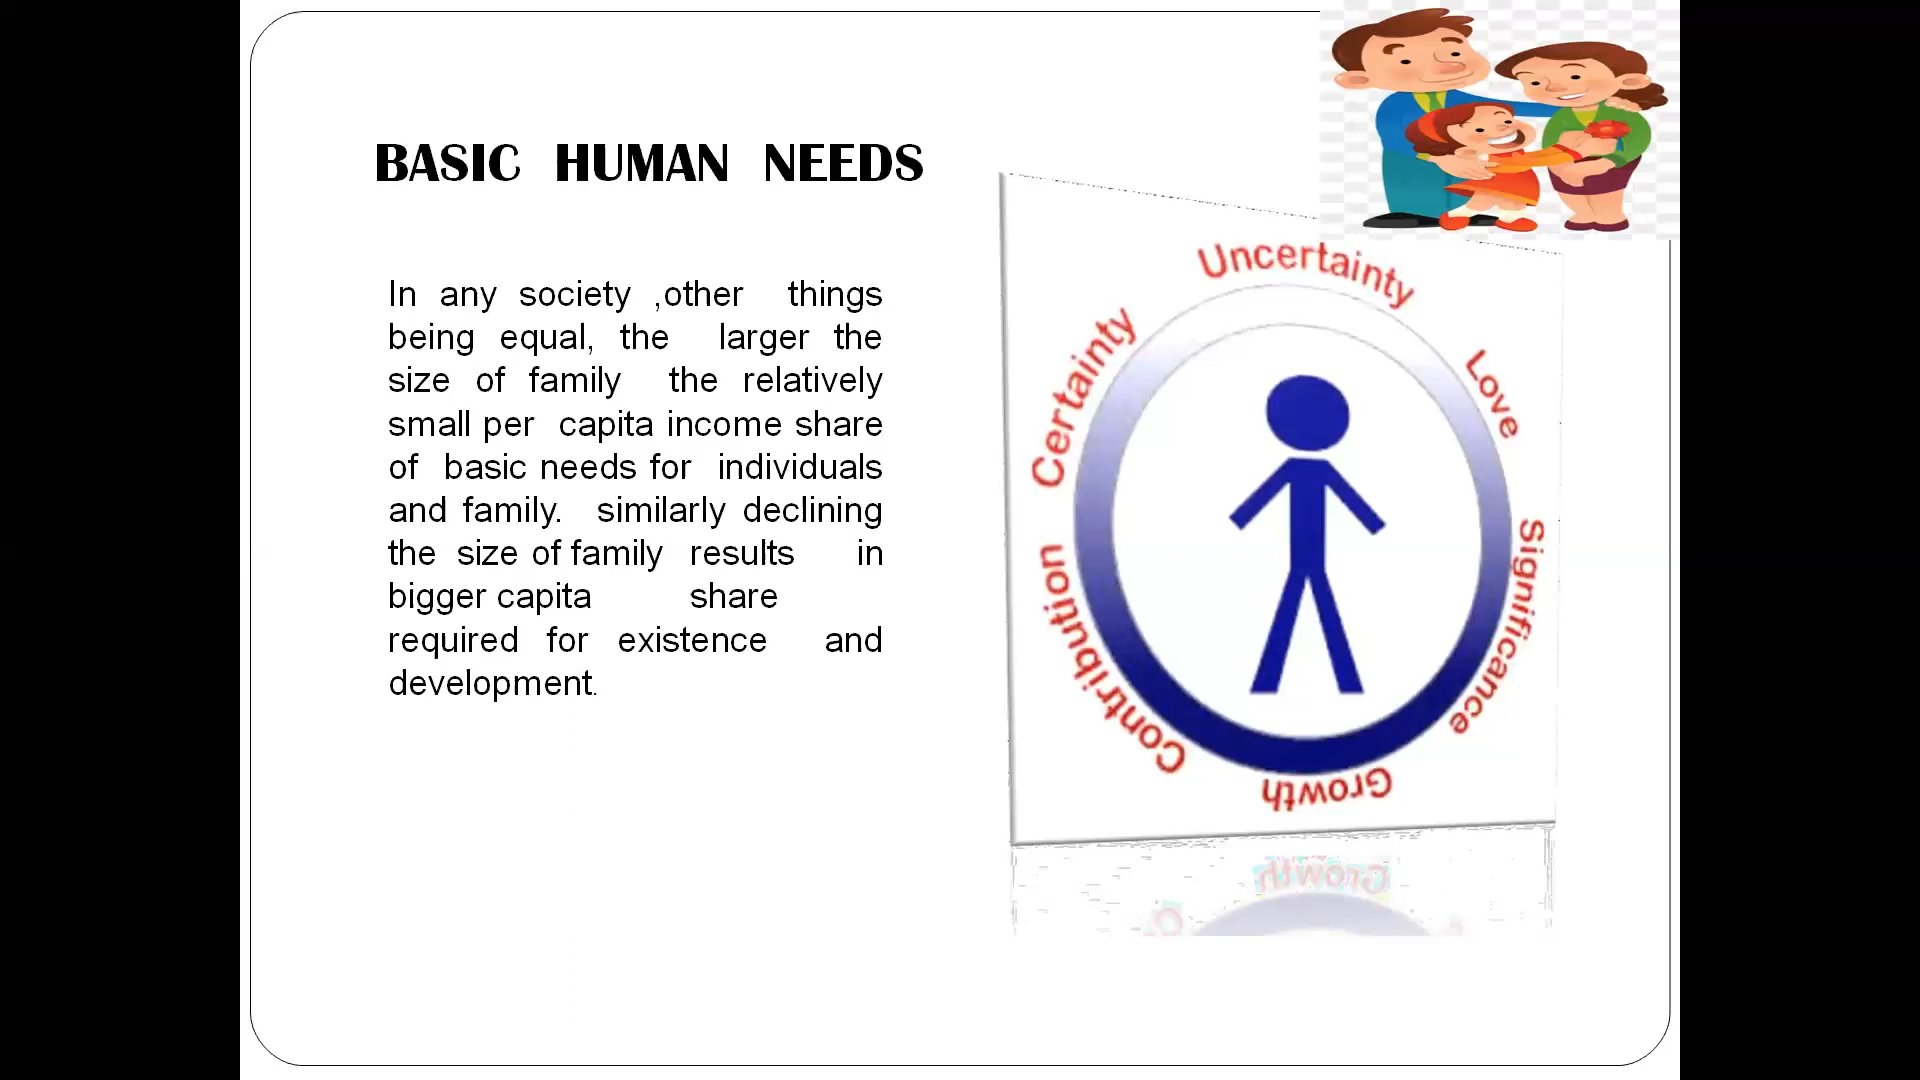 BASIC HUMAN NEEDS
In any society ,other things
being equal, the larger the
size of family the relatively
small per capita income share
of basic needs for individuals
and family. similarly declining
the size of family results in
bigger capita share
required for existence and
development.
Uncertainty
Certainty
Love
Significance
Contribution
Growth
Growth